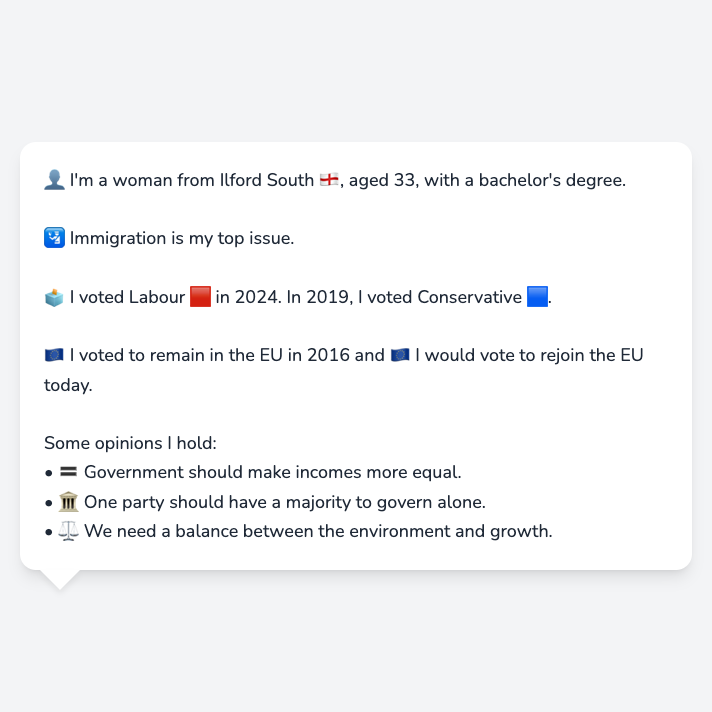 👤 I'm a woman from Ilford South 🏴󠁧󠁢󠁥󠁮󠁧󠁿, aged 33, with a bachelor's degree.
🛂 Immigration is my top issue.
🗳️ I voted Labour 🟥 in 2024. In 2019, I voted Conservative 🟦.
🇪🇺 I voted to remain in the EU in 2016 and 🇪🇺 I would vote to rejoin the EU
today.
Some opinions I hold:
• 🟰 Government should make incomes more equal.
• 🏛️ One party should have a majority to govern alone.
• ⚖️ We need a balance between the environment and growth.